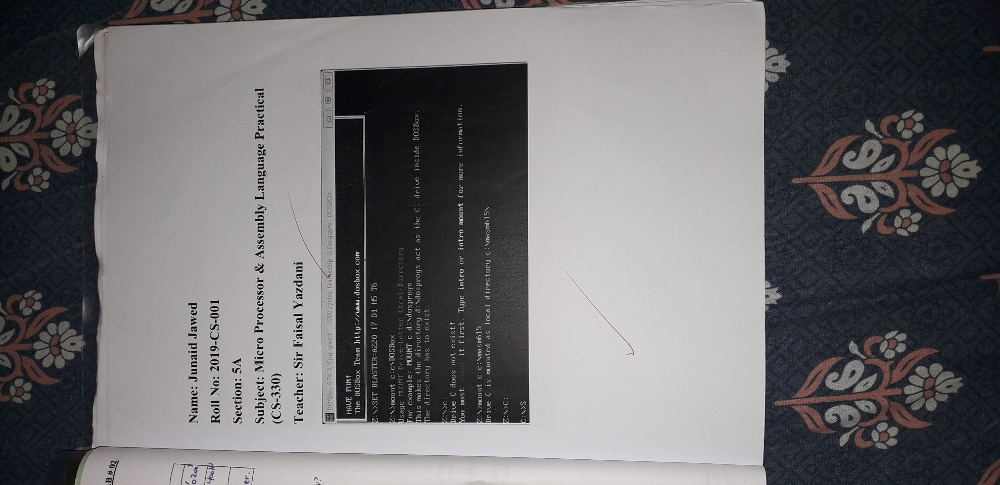 Name: Junaid Jawed
Roll No: 2019-CS-001
Section: 5A
Subject: Micro Processor & Assembly Language Practical
(CS-330)
Teacher: Sir Faisal Yazdani
DOSBox 0.74-3, Cpu speed: 3000 cycles, Frameskip 0, Program: DOSBOX
HAVE FUN!
The DOSBox Team http://www.dosbox.com
Z:\>SET BLASTER=A220 I7 D1 H5 T6
Z:\>mount c:c\DOSBox
Usage MOUNT Drive-Letter Local-Directory
For example: MOUNT c d:\dosprogs
This makes the directory d:\dosprogs act as the C: drive inside DOSBox.
The directory has to exist.
Z:\>c:
Drive C does not exist!
You must mount it first. Type intro or intro mount for more information.
Z:\>mount c c:\masm615
Drive C is mounted as local directory c:\masm615\
Z:\>C:
C:\>S
AB # 02
400H
er.
?